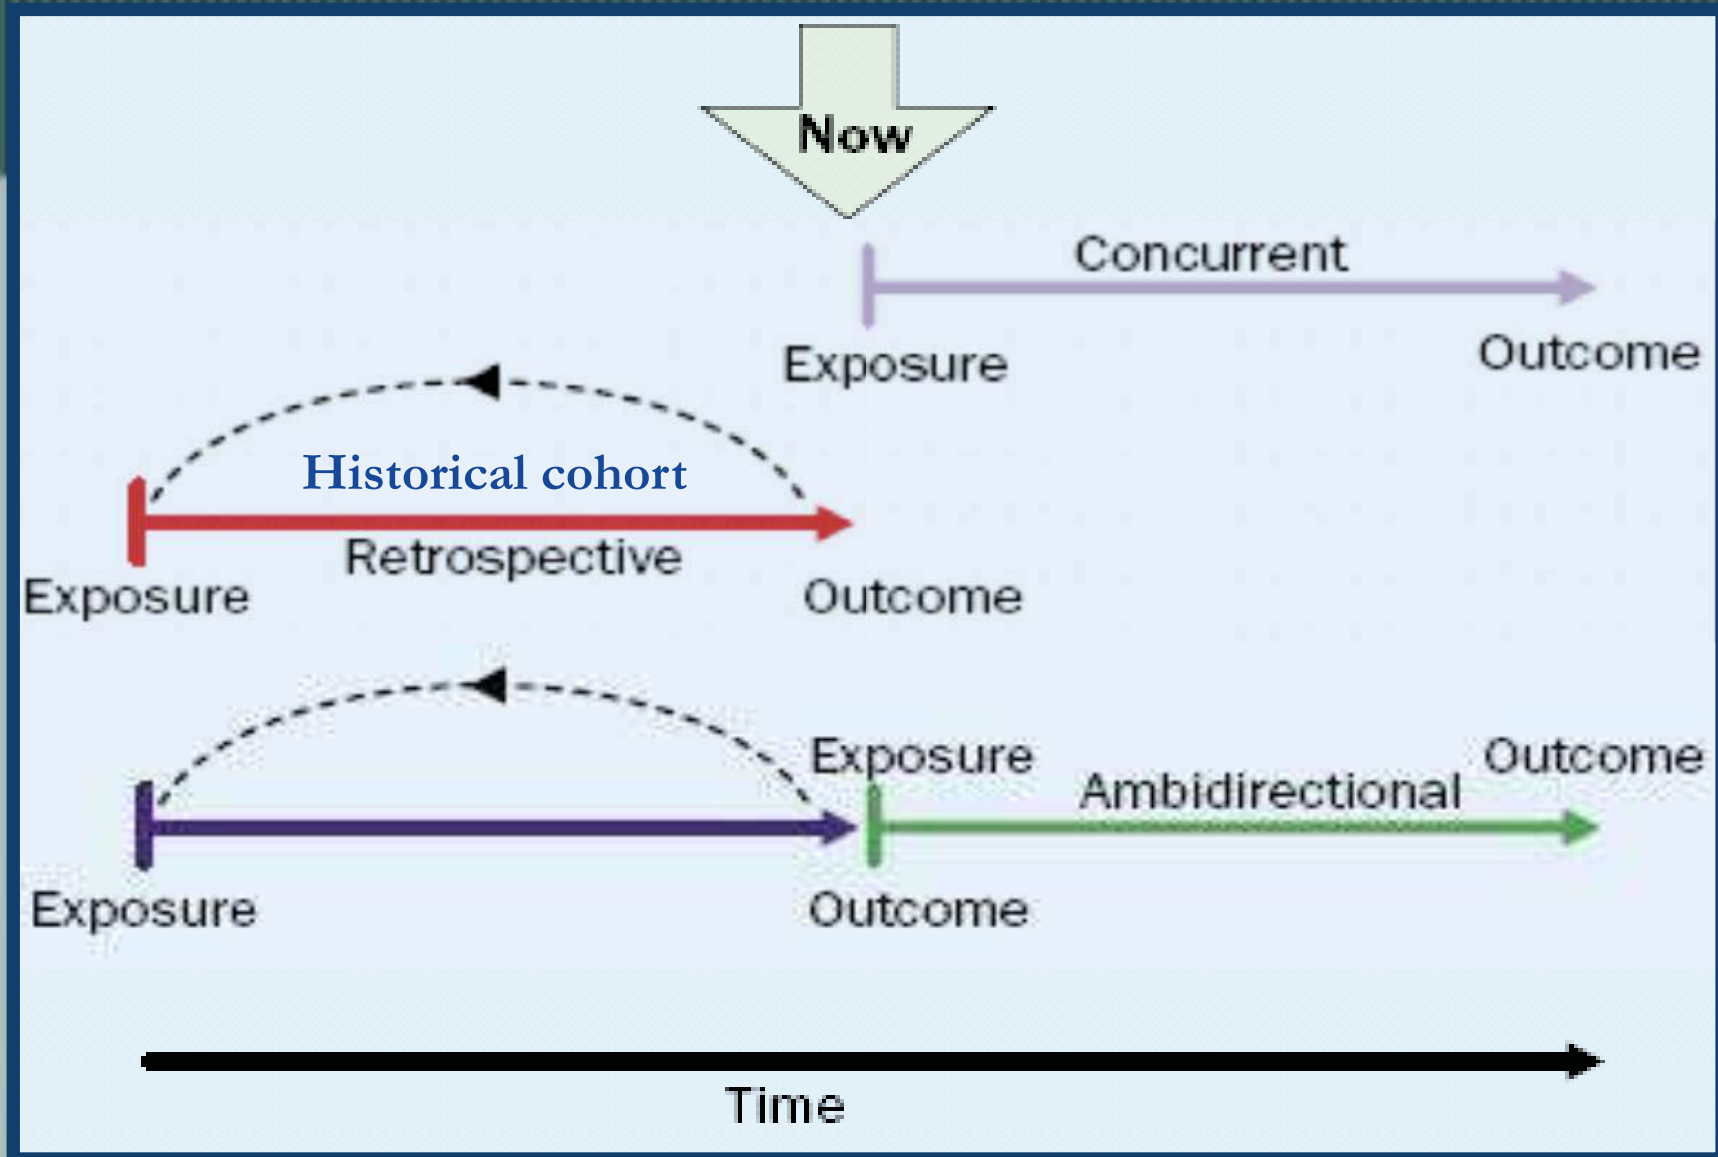 Now
Concurrent
Exposure
Outcome
Historical cohort
Retrospective
Exposure
Outcome
Exposure
Outcome
Ambidirectional
Exposure
Outcome
Time